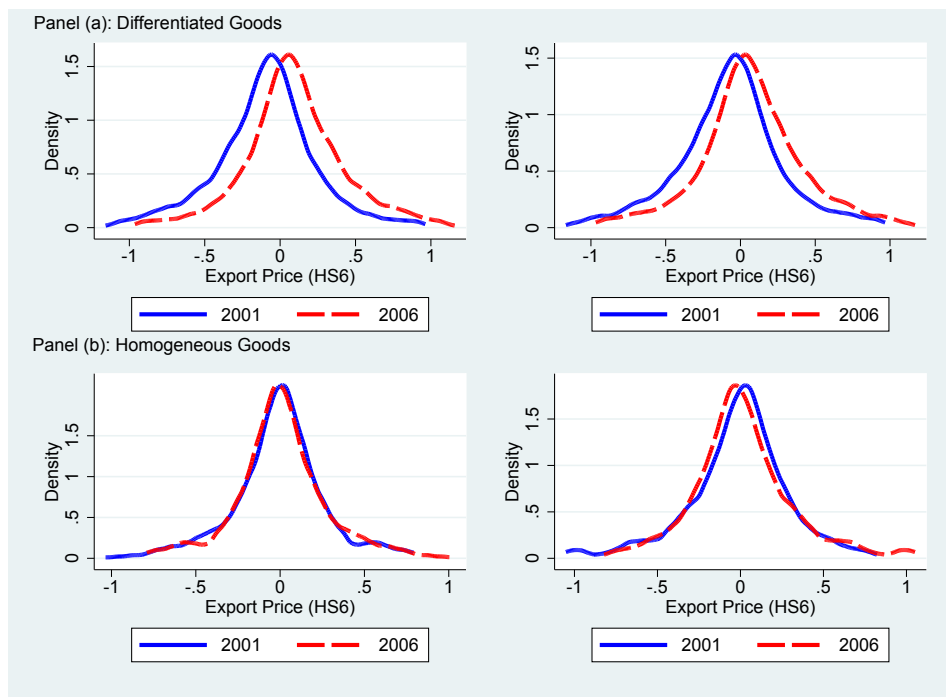 Panel (a): Differentiated Goods
Density
1.5
1
.5
0
-1 -.5 0 .5 1
Export Price (HS6)
2001 2006
Density
1.5
1
.5
0
-1 -.5 0 .5 1
Export Price (HS6)
2001 2006
Panel (b): Homogeneous Goods
Density
1.5
1
.5
0
-1 -.5 0 .5 1
Export Price (HS6)
2001 2006
Density
1.5
1
.5
0
-1 -.5 0 .5 1
Export Price (HS6)
2001 2006